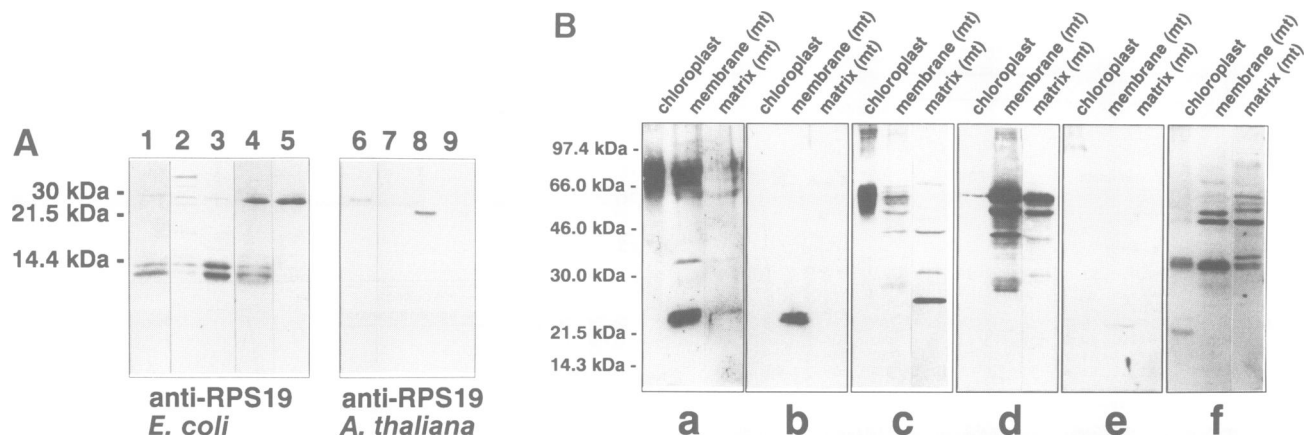 A
1 2 3 4 5
6 7 8 9
30 kDa -
21.5 kDa -
14.4 kDa -
anti-RPS19
E. coli
anti-RPS19
A. thaliana
B
chloroplast
membrane (mt)
matrix (mt)
chloroplast
membrane (mt)
matrix (mt)
chloroplast
membrane (mt)
matrix (mt)
chloroplast
membrane (mt)
matrix (mt)
chloroplast
membrane (mt)
matrix (mt)
chloroplast
membrane (mt)
matrix (mt)
97.4 kDa -
66.0 kDa -
46.0 kDa -
30.0 kDa -
21.5 kDa -
14.3 kDa -
a b c d e f